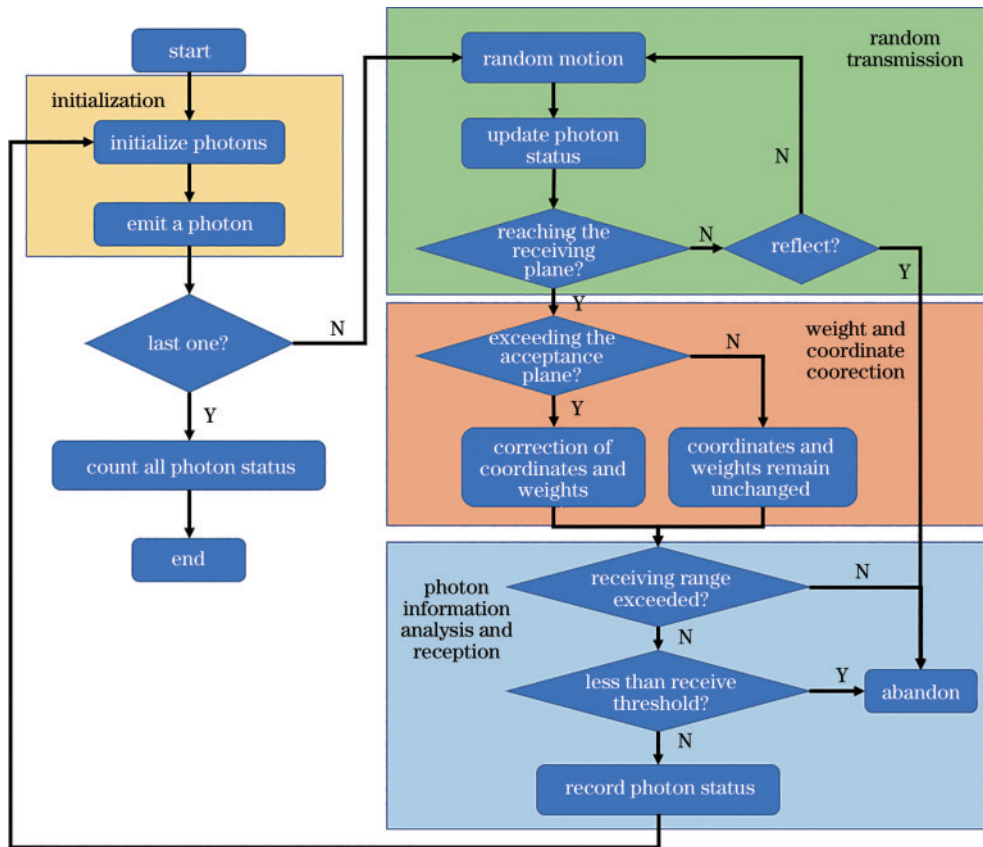 start
initialization
initialize photons
emit a photon
last one?
N
Y
count all photon status
end
random
transmission
random motion
update photon
status
N
reaching the
receiving plane?
N
reflect?
Y
Y
weight and
coordinate
coorection
exceeding the
acceptance
plane?
N
Y
correction of
coordinates and
weights
coordinates and
weights remain
unchanged
photon
information
analysis and
reception
receiving range
exceeded?
N
N
less than receive
threshold?
Y
abandon
N
record photon status